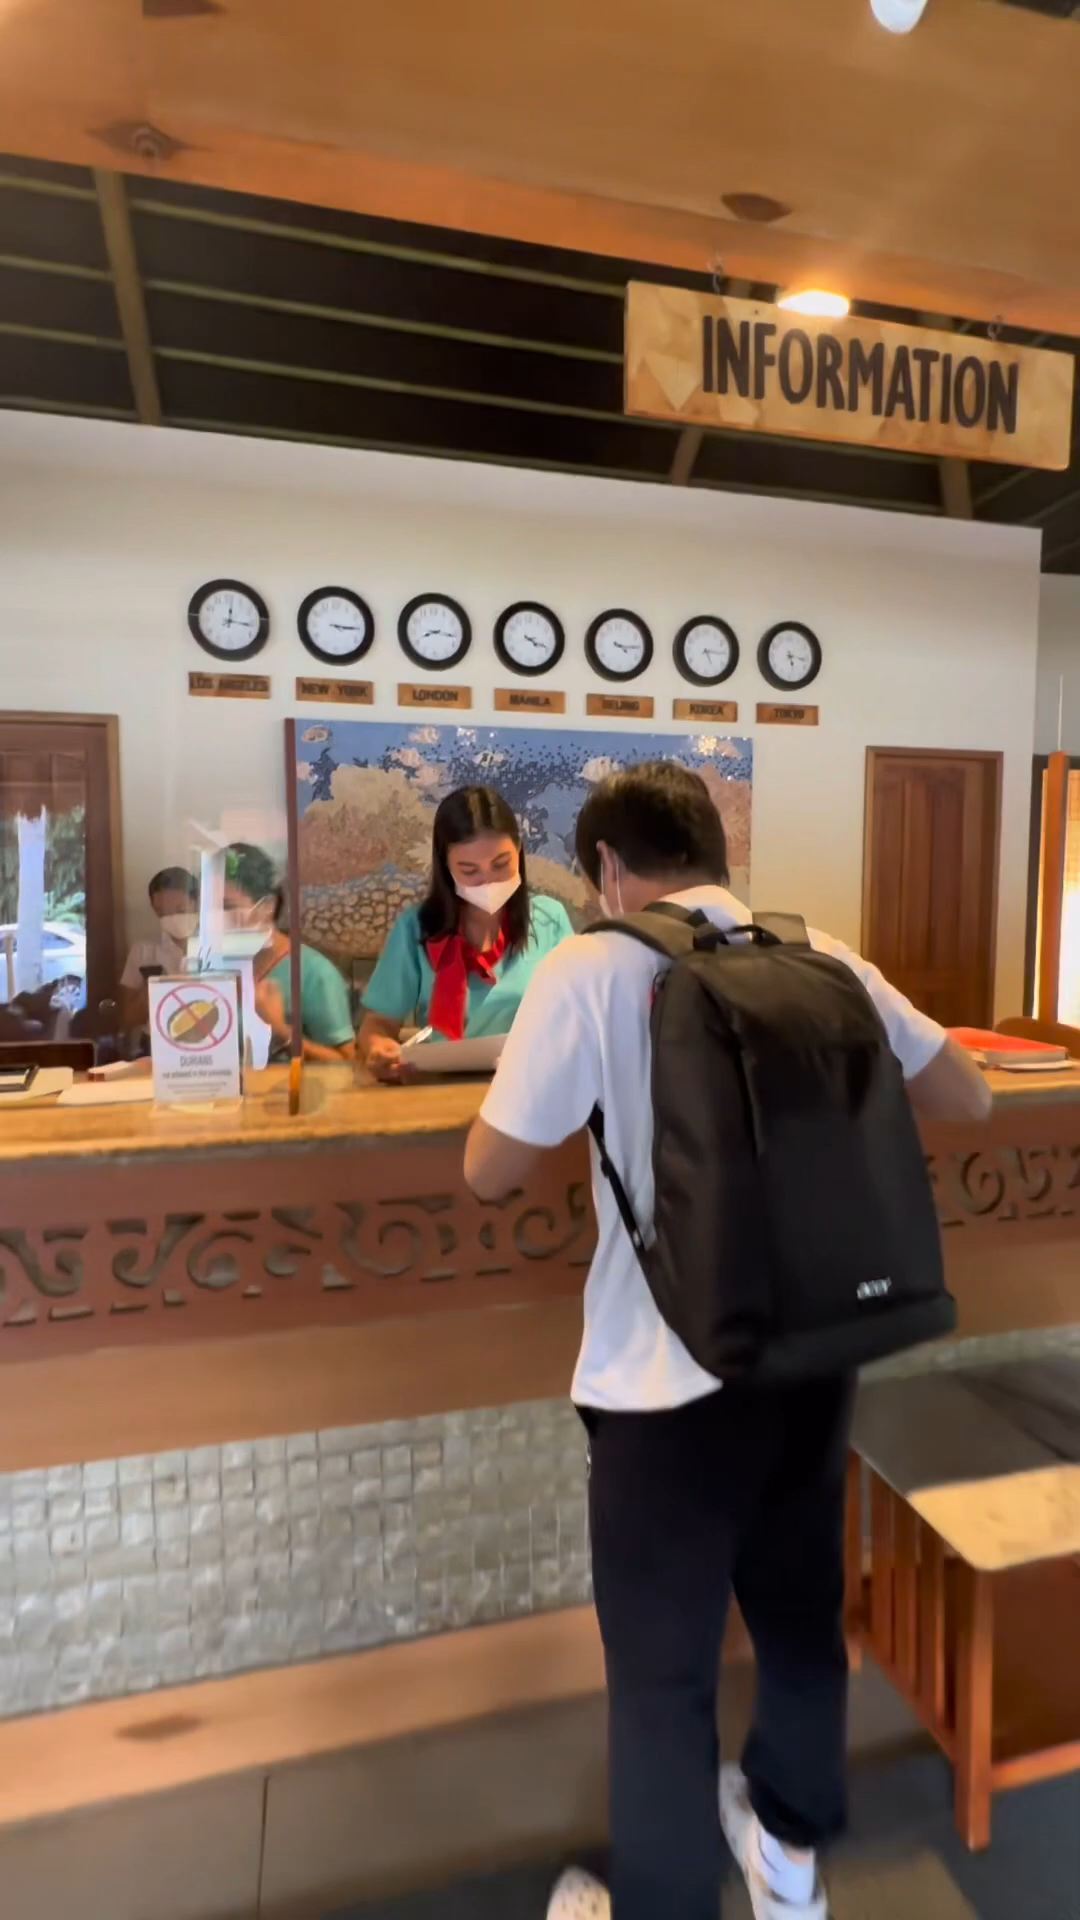 INFORMATION
LOS ANGELES
NEW YORK
LONDON
MANILA
BEIJING
KOREA
TOKYO
DURIANS
acer